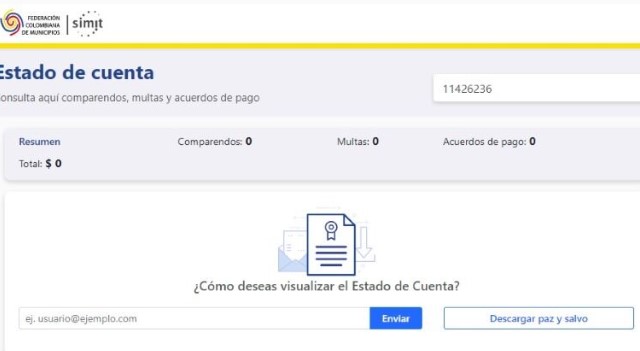 FEDERACIÓN
COLOMBIANA
DE MUNICIPIOS
simit
Estado de cuenta
Consulta aquí comparendos, multas y acuerdos de pago
11426236
Resumen Comparendos: 0 Multas: 0 Acuerdos de pago: 0
Total: $ 0
¿Cómo deseas visualizar el Estado de Cuenta?
ej. usuario@ejemplo.com Enviar Descargar paz y salvo